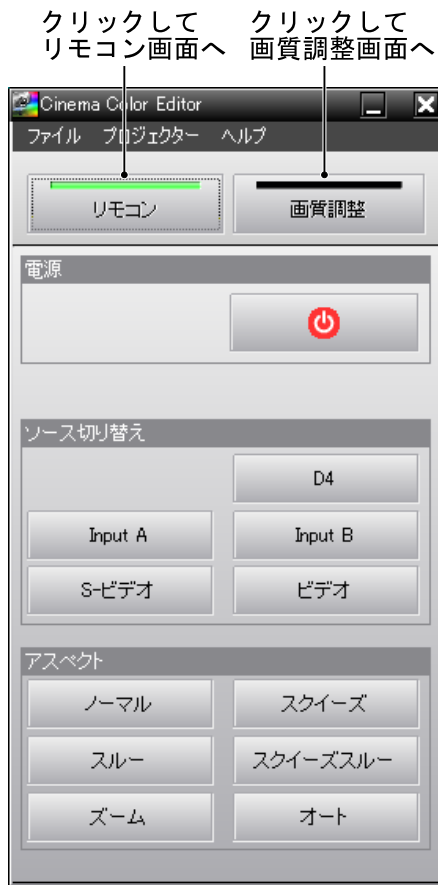 クリックして
リモコン画面へ
クリックして
画質調整画面へ
Cinema Color Editor
ファイル プロジェクター ヘルプ
リモコン
画質調整
電源
ソース切り替え
D4
Input A
Input B
S-ビデオ
ビデオ
アスペクト
ノーマル
スクイーズ
スルー
スクイーズスルー
ズーム
オート